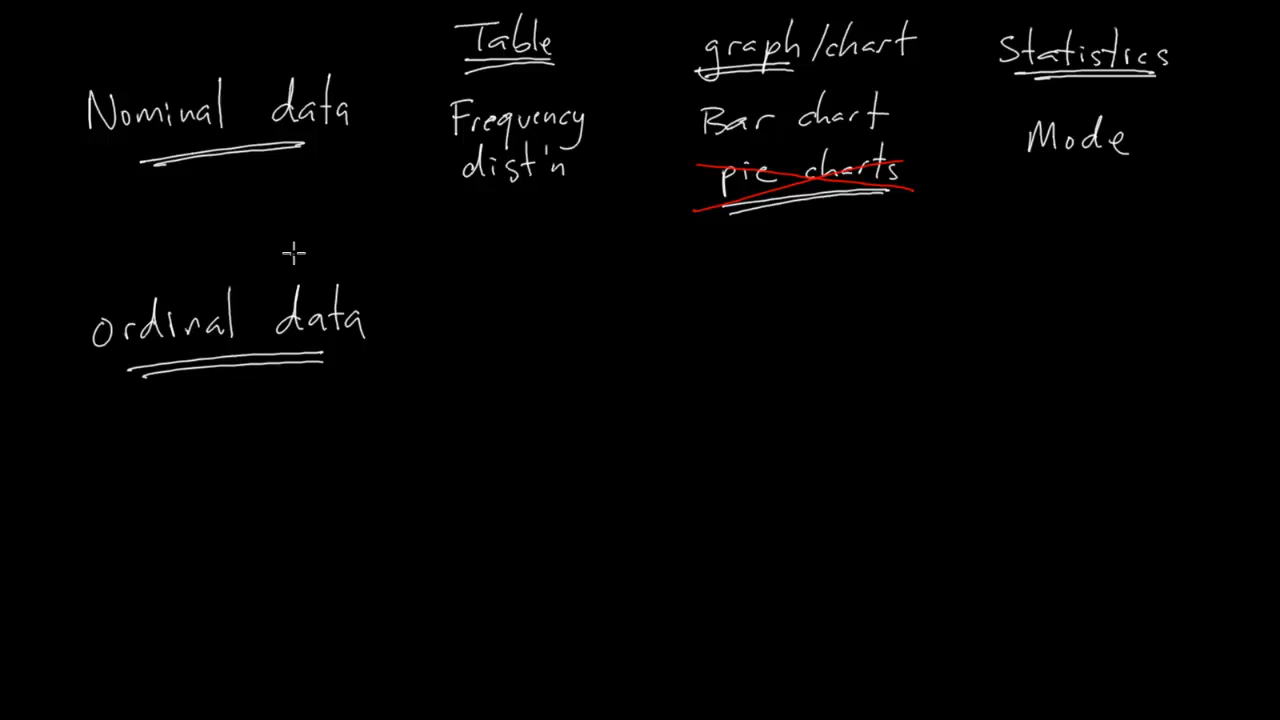 Table graph/chart Statistics
Nominal data Frequency dist'n Bar chart Mode
pie charts
ordinal data